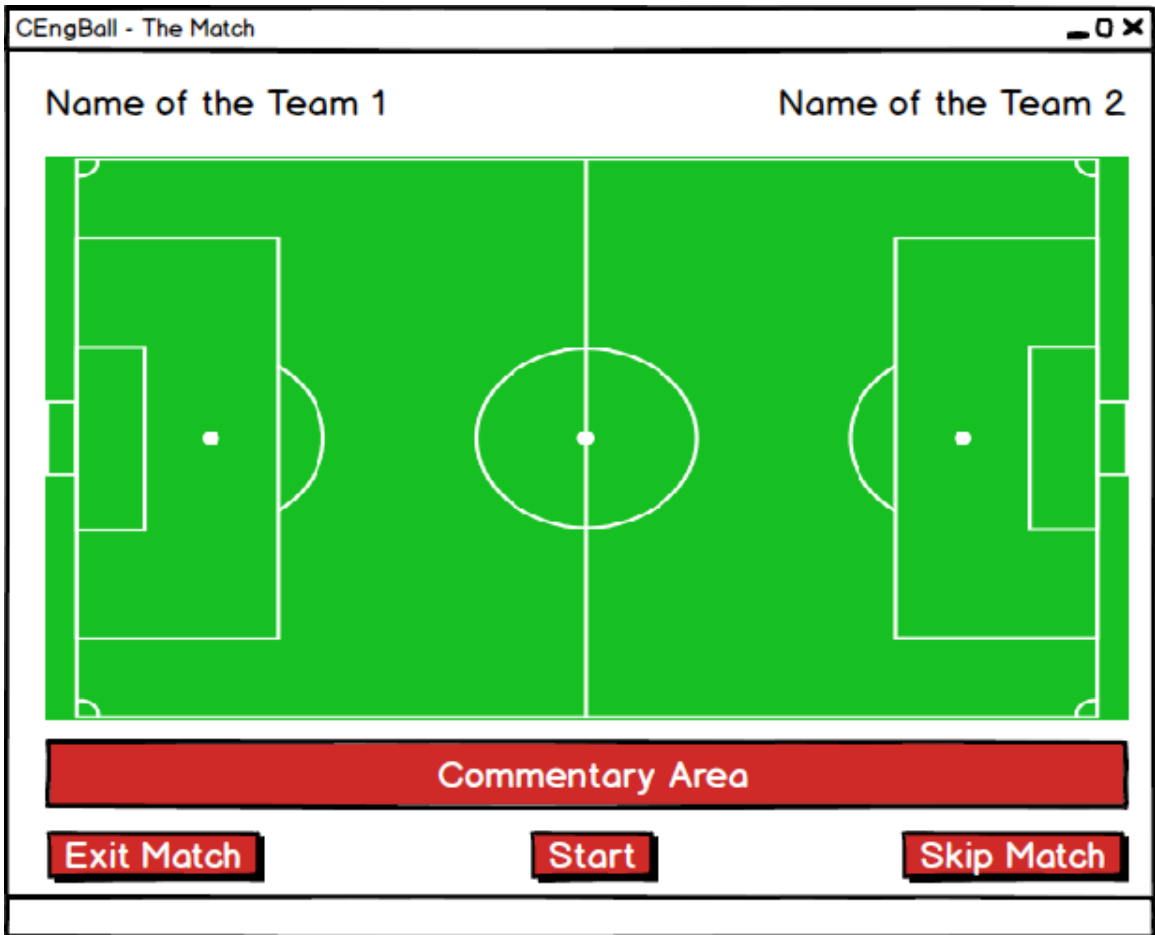 CEngBall - The Match
Name of the Team 1
Name of the Team 2
Commentary Area
Exit Match
Start
Skip Match